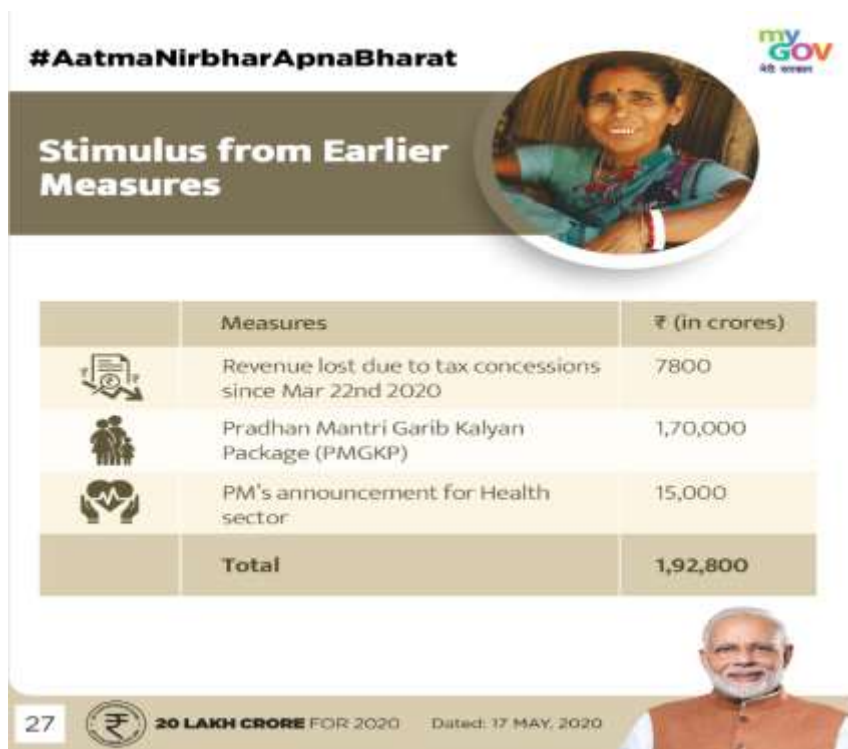 #AatmaNirbharApnaBharat
my
GOV
मेरी सरकार
Stimulus from Earlier
Measures
Measures ₹ (in crores)
Revenue lost due to tax concessions 7800
since Mar 22nd 2020
Pradhan Mantri Garib Kalyan 1,70,000
Package (PMGKP)
PM's announcement for Health 15,000
sector
Total 1,92,800
27 ₹ 20 LAKH CRORE FOR 2020 Dated: 17 MAY, 2020